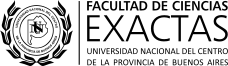 FACULTAD DE CIENCIAS
EXACTAS
UNIVERSIDAD NACIONAL DEL CENTRO
DE LA PROVINCIA DE BUENOS AIRES